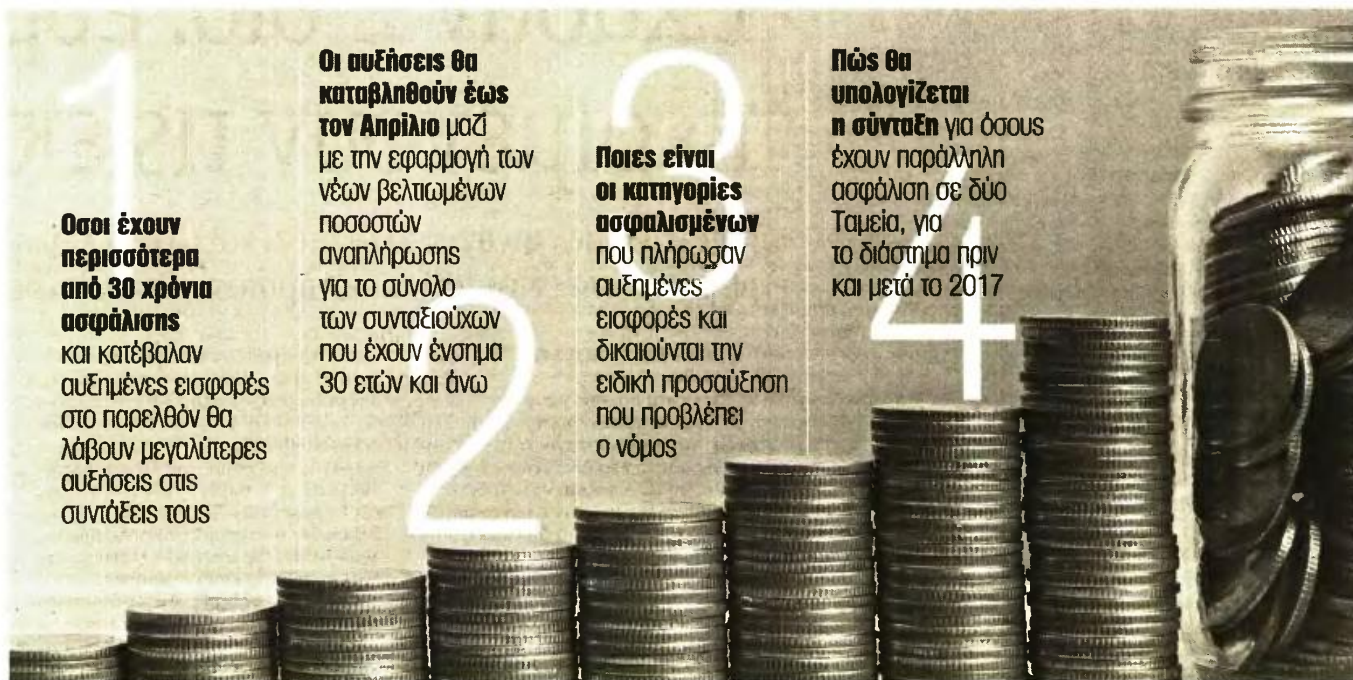 1
Οσοι έχουν
περισσότερα
από 30 χρόνια
ασφάλισης
και κατέβαλαν
αυξημένες εισφορές
στο παρελθόν θα
λάβουν μεγαλύτερες
αυξήσεις στις
συντάξεις τους
2
Οι αυξήσεις θα
καταβληθούν έως
τον Απρίλιο μαζί
με την εφαρμογή των
νέων βελτιωμένων
ποσοστών
αναπλήρωσης
για το σύνολο
των συνταξιούχων
που έχουν ένσημα
30 ετών και άνω
3
Ποιες είναι
οι κατηγορίες
ασφαλισμένων
που πλήρωσαν
αυξημένες
εισφορές και
δικαιούνται την
ειδική προσαύξηση
που προβλέπει
ο νόμος
4
Πώς θα
υπολογίζεται
η σύνταξη για όσους
έχουν παράλληλη
ασφάλιση σε δύο
Ταμεία, για
το διάστημα πριν
και μετά το 2017